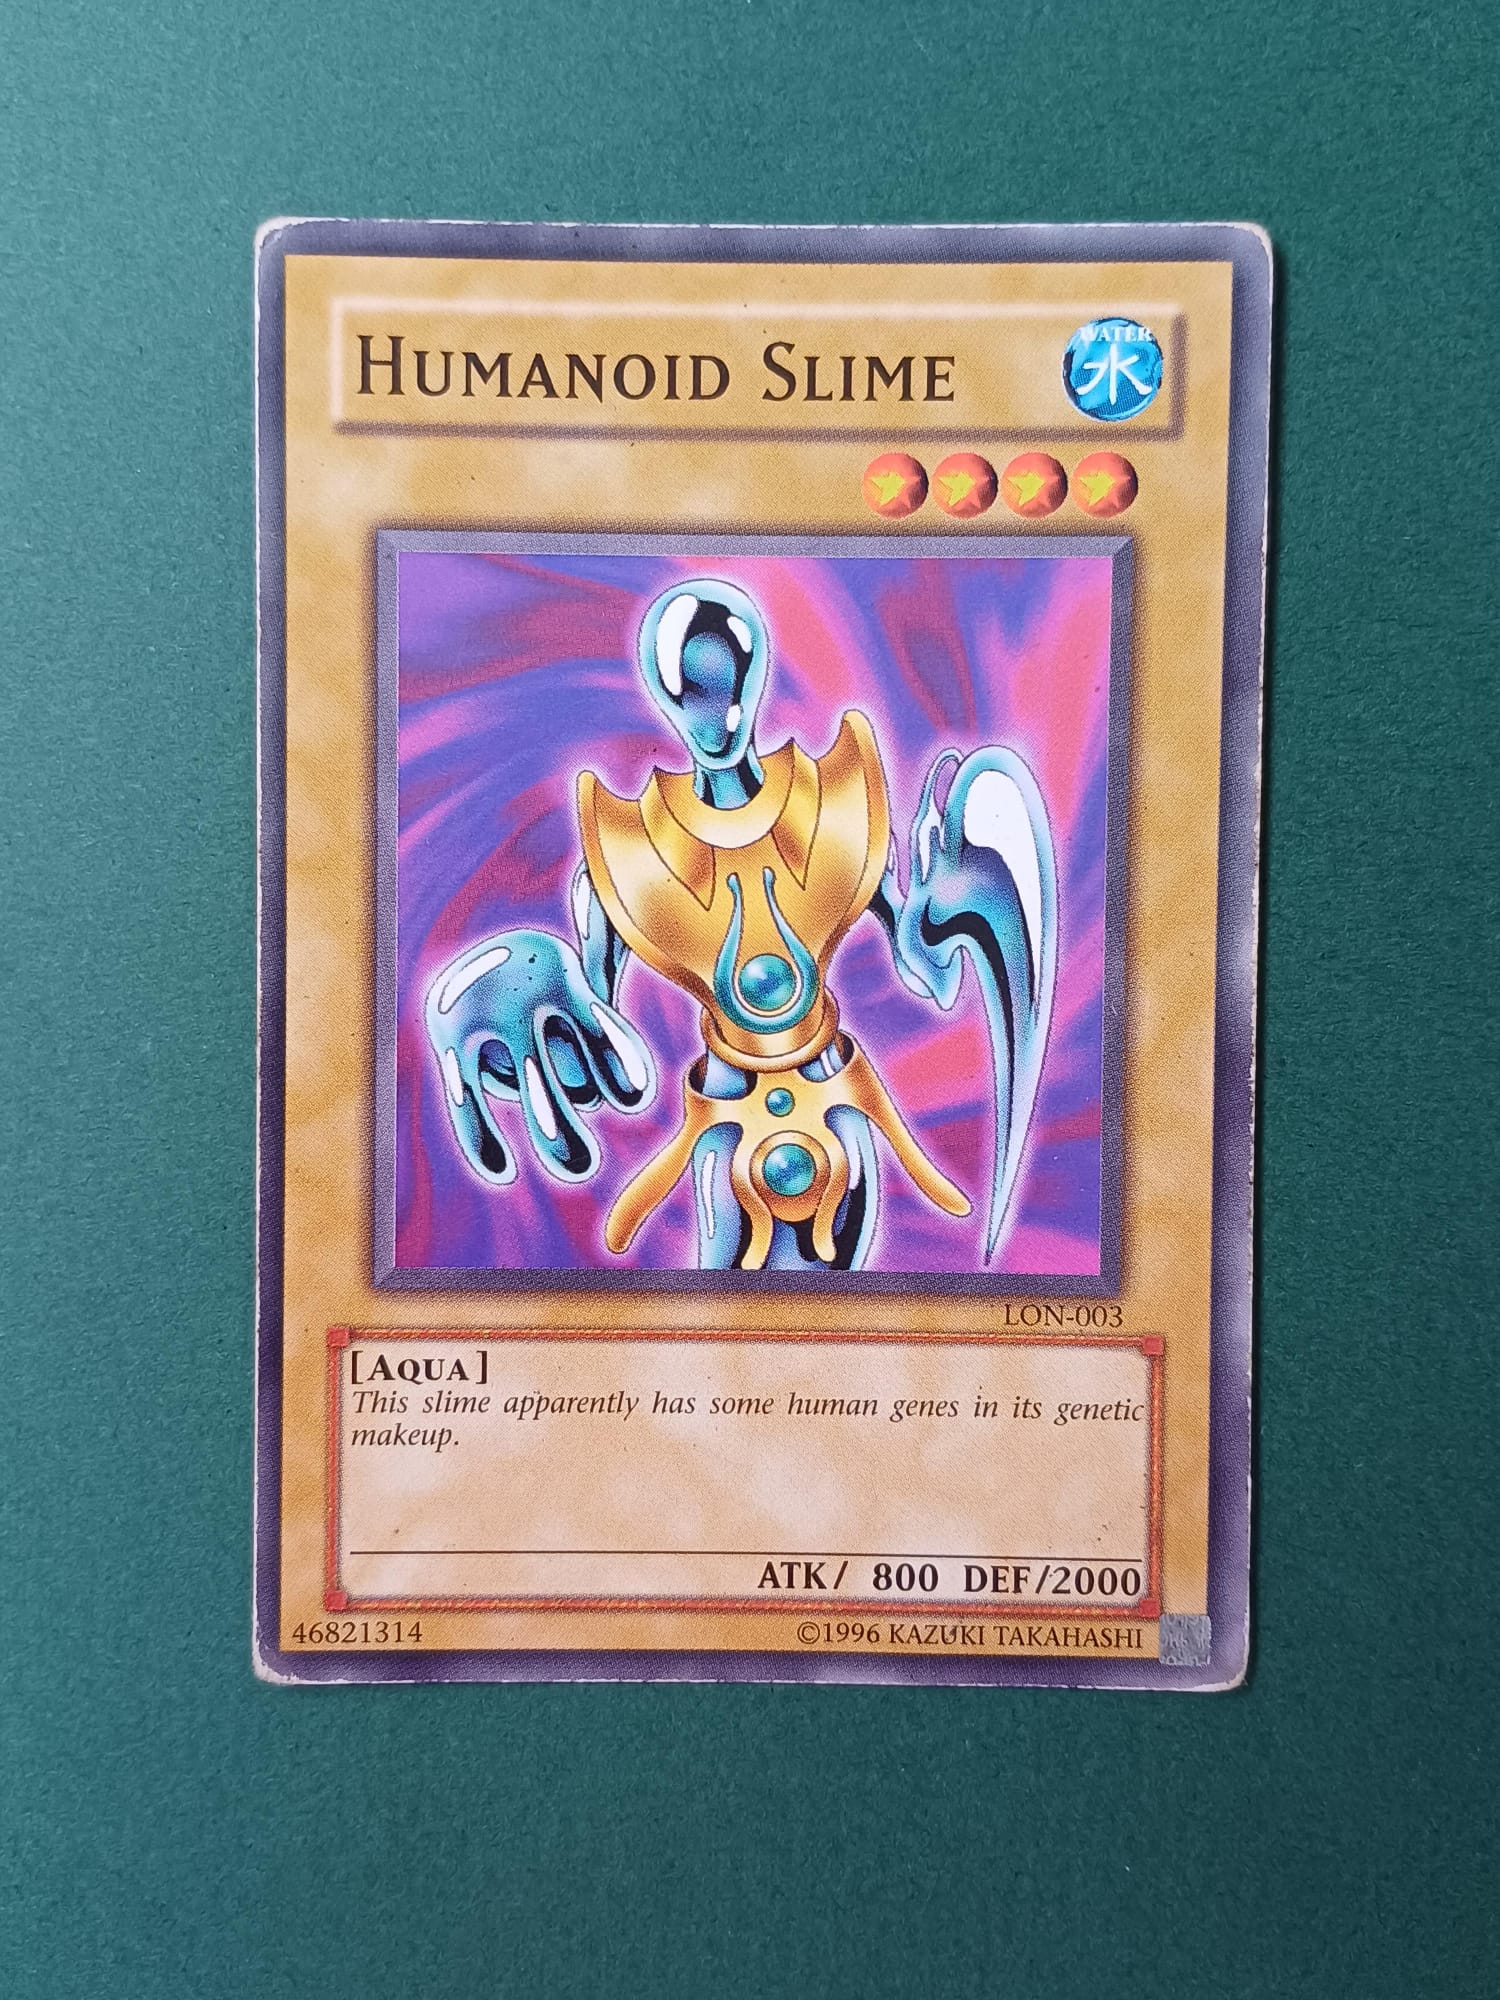 HUMANOID SLIME
WATER
水
LON-003
[AQUA]
This slime apparently has some human genes in its genetic
makeup.
ATK/ 800 DEF/2000
46821314
©1996 KAZUKI TAKAHASHI